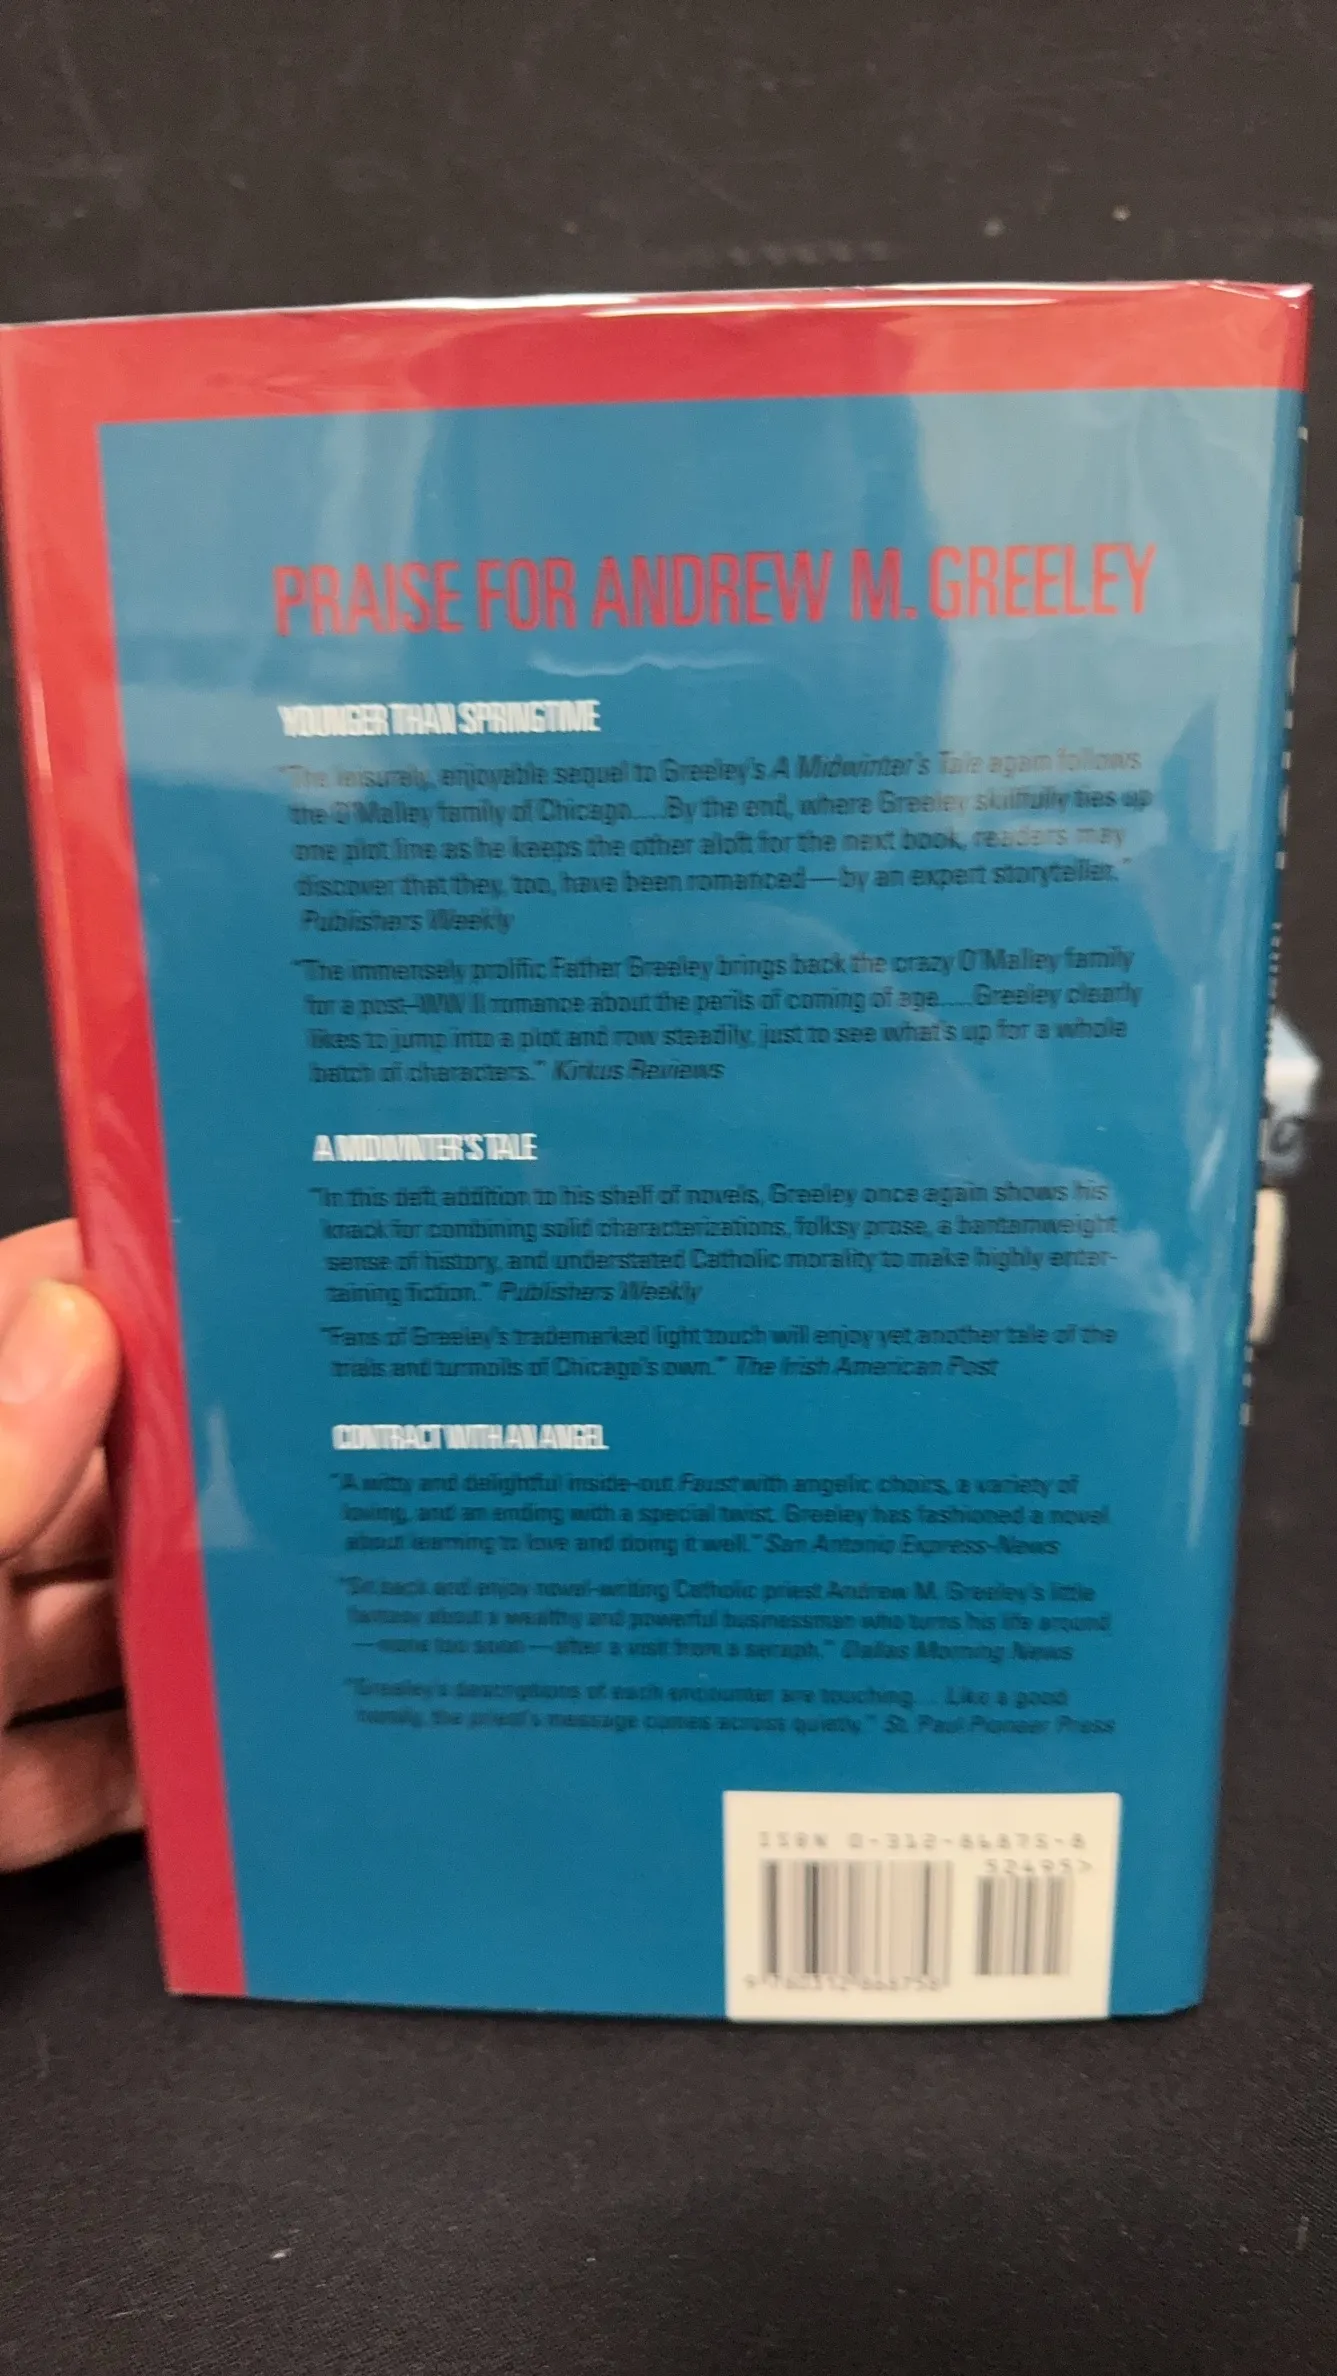 PRAISE FOR ANDREW M. GREELEY
YOUNGER THAN SPRINGTIME
"The leisurely, enjoyable sequel to Greeley's A Midwinter's Tale again follows
the O'Malley family of Chicago....By the end, where Greeley skillfully ties up
one plot line as he keeps the other aloft for the next book, readers may
discover that they, too, have been romanced—by an expert storyteller."
Publishers Weekly
"The immensely prolific Father Greeley brings back the crazy O'Malley family
for a post–WW II romance about the perils of coming of age....Greeley clearly
likes to jump into a plot and row steadily, just to see what's up for a whole
batch of characters." Kirkus Reviews
A MIDWINTER'S TALE
"In this deft addition to his shelf of novels, Greeley once again shows his
knack for combining solid characterizations, folksy prose, a bantamweight
sense of history, and understated Catholic morality to make highly enter-
taining fiction." Publishers Weekly
"Fans of Greeley's trademarked light touch will enjoy yet another tale of the
trials and turmoils of Chicago's own." The Irish American Post
CONTRACT WITH AN ANGEL
"A witty and delightful inside-out Faust with angelic choirs, a variety of
loving, and an ending with a special twist. Greeley has fashioned a novel
about learning to love and doing it well." San Antonio Express-News
"Sit back and enjoy novel-writing Catholic priest Andrew M. Greeley's little
fantasy about a wealthy and powerful businessman who turns his life around
—none too soon—after a visit from a seraph." Dallas Morning News
"Greeley's descriptions of each encounter are touching.... Like a good
homily, the priest's message comes across quietly." St. Paul Pioneer Press
ISBN 0-312-86875-8
52495>
9 780312 868758